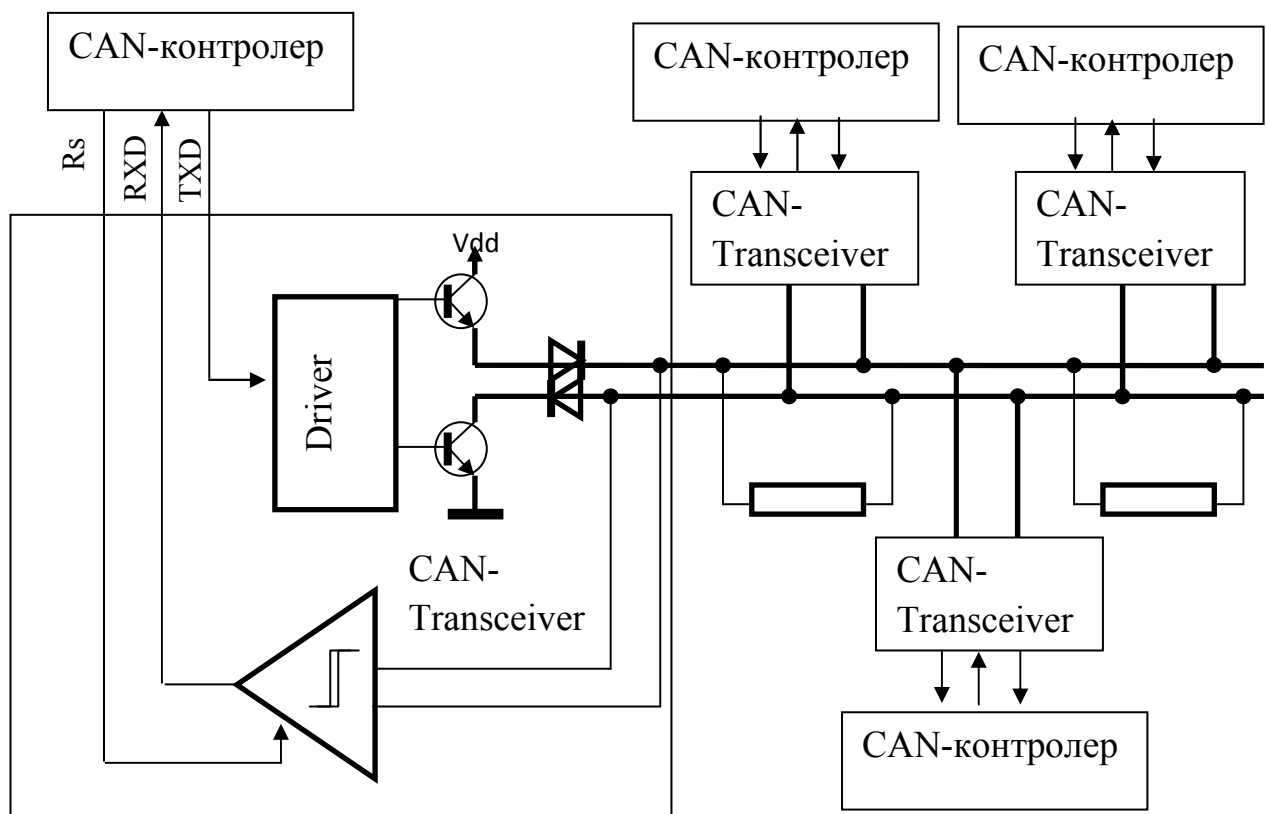 CAN-контролер
CAN-контролер
CAN-контролер
Rs
RXD
TXD
CAN-
Transceiver
CAN-
Transceiver
Vdd
Driver
CAN-
Transceiver
CAN-
Transceiver
CAN-контролер